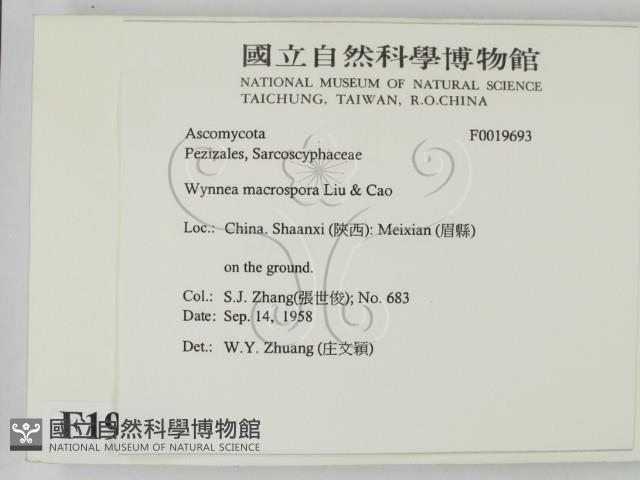 國立自然科學博物館
NATIONAL MUSEUM OF NATURAL SCIENCE
TAICHUNG, TAIWAN, R.O.CHINA
Ascomycota F0019693
Pezizales, Sarcoscyphaceae
Wynnea macrospora Liu & Cao
Loc.: China. Shaanxi (陝西): Meixian (眉縣)
on the ground.
Col.: S.J. Zhang(張世俊); No. 683
Date: Sep. 14, 1958
Det.: W.Y. Zhuang (庄文穎)
F19
國立自然科學博物館
NATIONAL MUSEUM OF NATURAL SCIENCE